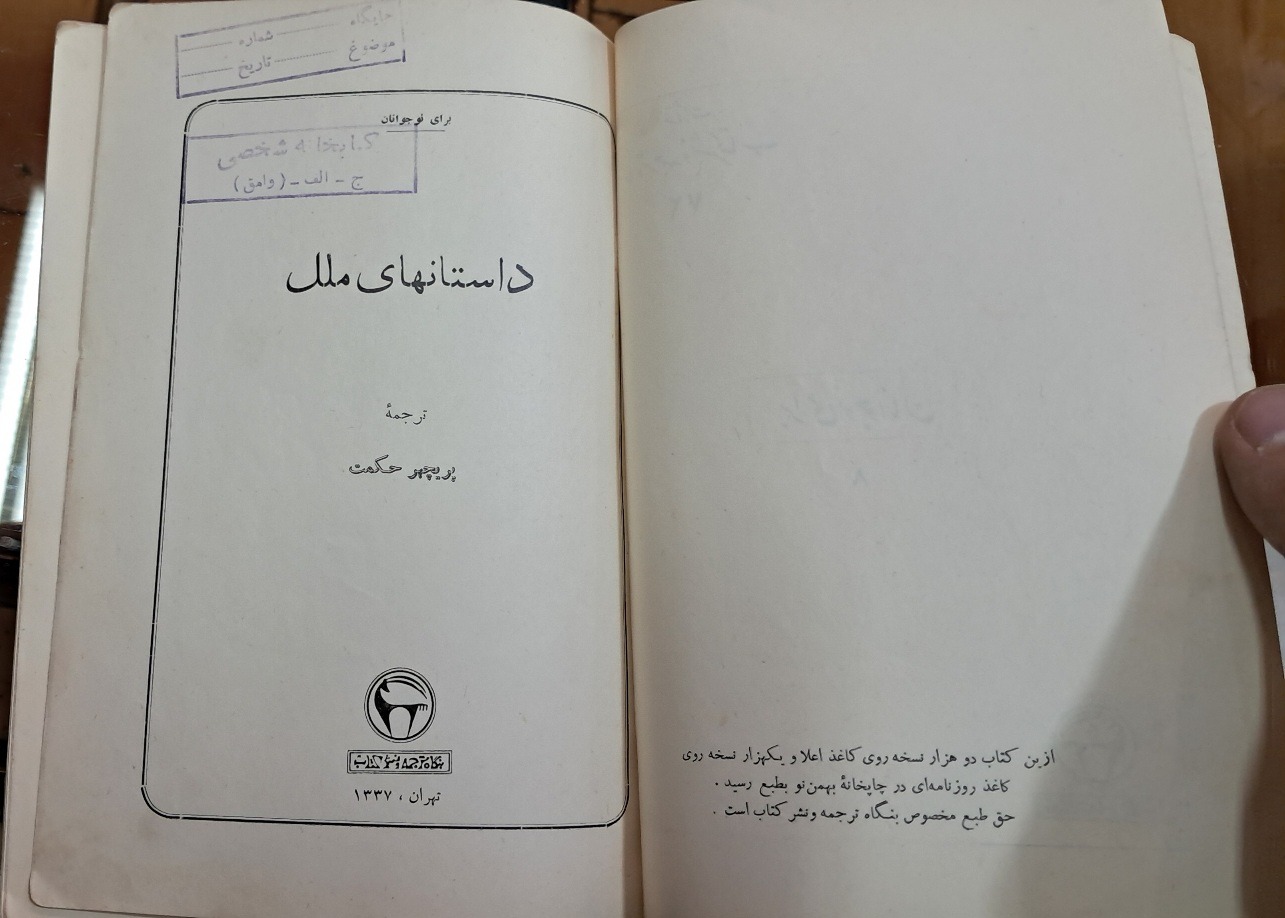 از این کتاب دو هزار نسخه روی کاغذ اعلا و یکهزار نسخه روی
کاغذ روزنامه‌ای در چاپخانهٔ بهمن‌نو بطبع رسید .
حق طبع مخصوص بنگاه ترجمه ونشر کتاب است .
جایگاه
شماره
موضوع
تاریخ
برای نوجوانان
کتابخانه شخصی
ج - الف - (وامق)
داستانهای ملل
ترجمهٔ
پریچهر حکمت
بنگاه ترجمه و نشر کتاب
تهران ، ۱۳۳۷